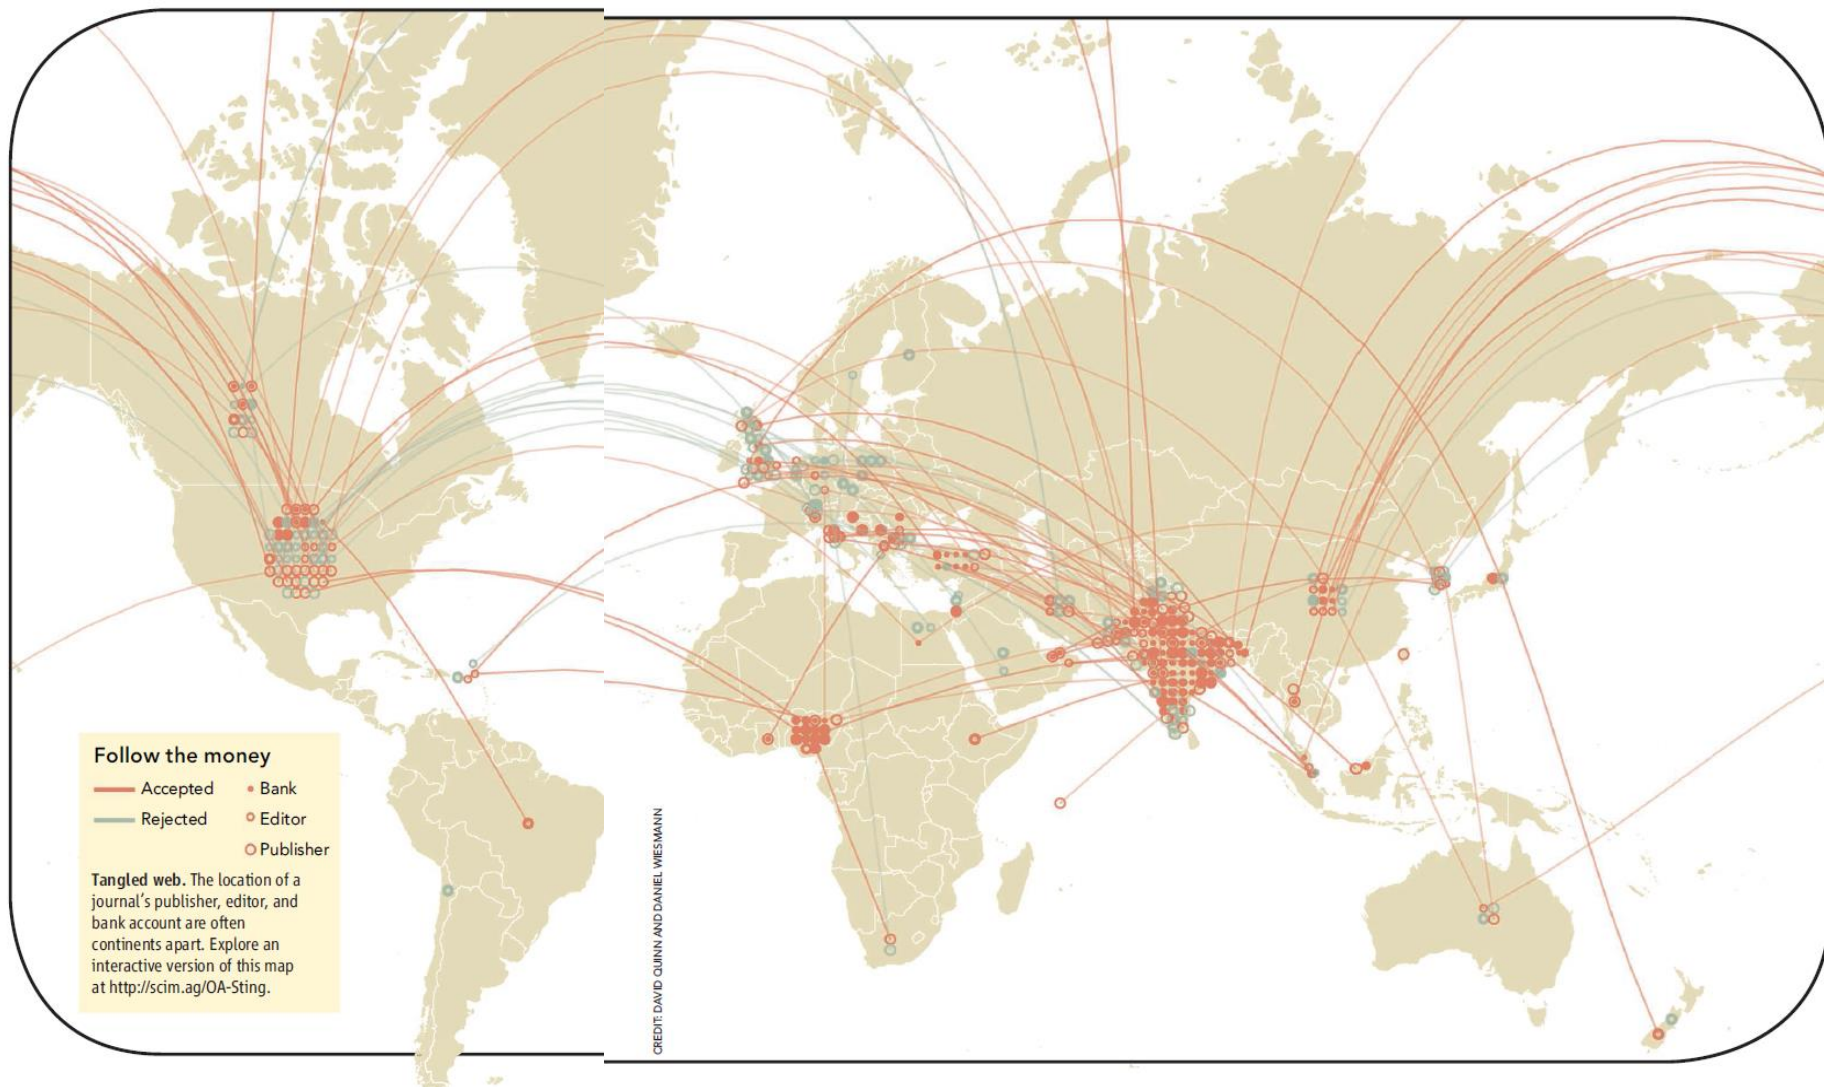 Follow the money
Accepted
Bank
Rejected
Editor
Publisher
Tangled web. The location of a
journal's publisher, editor, and
bank account are often
continents apart. Explore an
interactive version of this map
at http://scim.ag/OA-Sting.
CREDIT: DAVID QUINN AND DANIEL WIESMANN